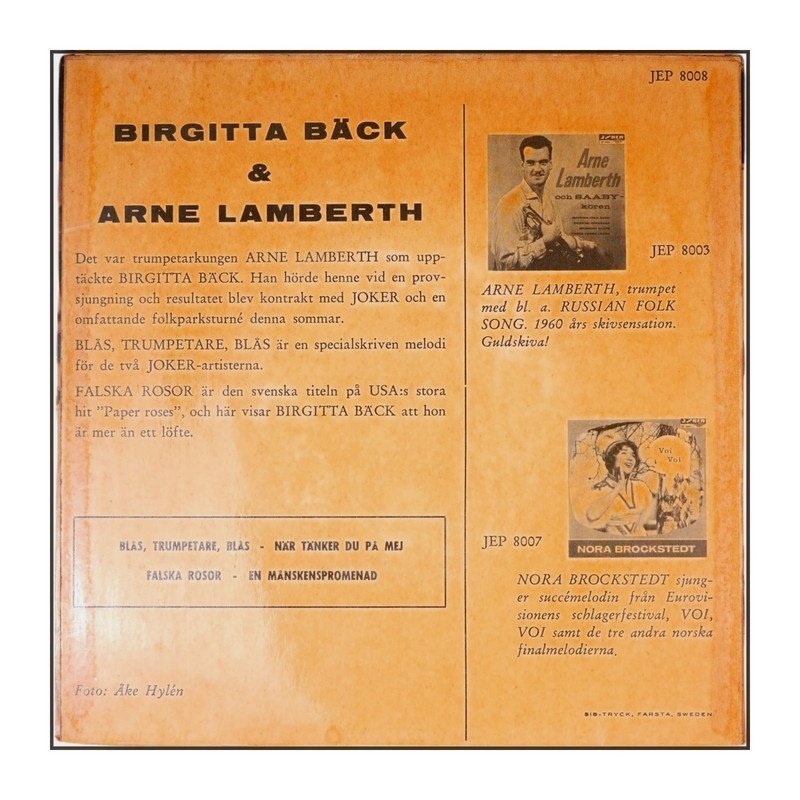 JEP 8008
BIRGITTA BÄCK
&
ARNE LAMBERTH
Det var trumpetarkungen ARNE LAMBERTH som upp-
täckte BIRGITTA BÄCK. Han hörde henne vid en prov-
sjungning och resultatet blev kontrakt med JOKER och en
omfattande folkparksturné denna sommar.
BLÅS, TRUMPETARE, BLÅS är en specialskriven melodi
för de två JOKER-artisterna.
FALSKA ROSOR är den svenska titeln på USA:s stora
hit ”Paper roses”, och här visar BIRGITTA BÄCK att hon
är mer än ett löfte.
BLÅS, TRUMPETARE, BLÅS - NÄR TÄNKER DU PÅ MEJ
FALSKA ROSOR - EN MÅNSKENSPROMENAD
Foto: Åke Hylén
JOKER
Arne
Lamberth
och SAABY-
kören
JEP 8003
ARNE LAMBERTH, trumpet
med bl. a. RUSSIAN FOLK
SONG. 1960 års skivsensation.
Guldskiva!
JOKER
Voi
Voi
NORA BROCKSTEDT
JEP 8007
NORA BROCKSTEDT sjung-
er succémelodin från Eurovi-
sionens schlagerfestival, VOI,
VOI samt de tre andra norska
finalmelodierna.
SIB-TRYCK, FARSTA, SWEDEN